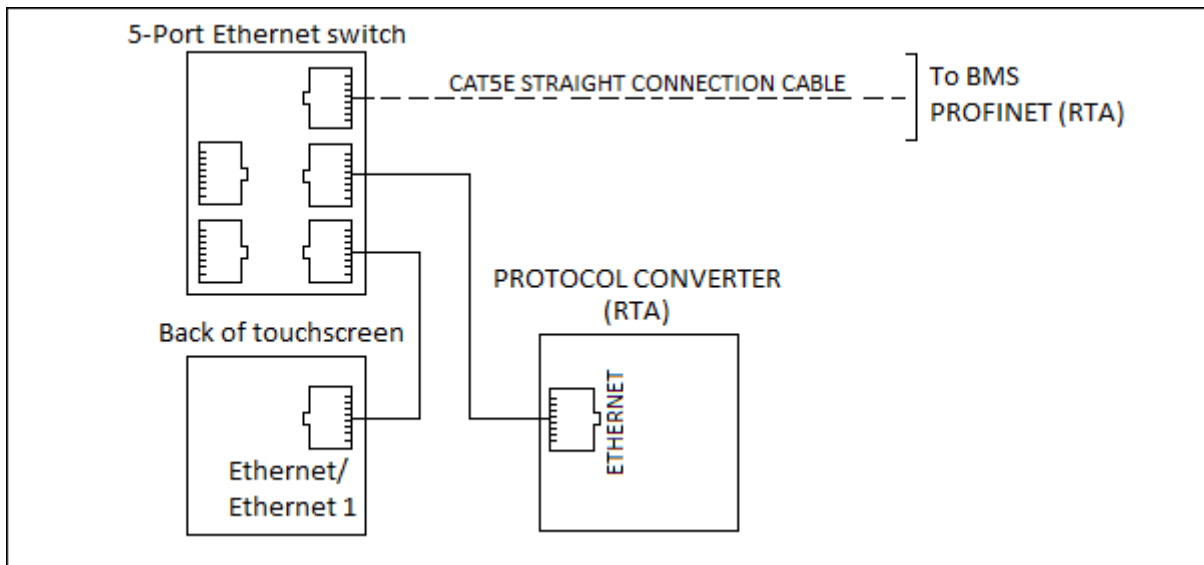 5-Port Ethernet switch
CAT5E STRAIGHT CONNECTION CABLE
To BMS
PROFINET (RTA)
PROTOCOL CONVERTER
(RTA)
Back of touchscreen
ETHERNET
Ethernet/
Ethernet 1